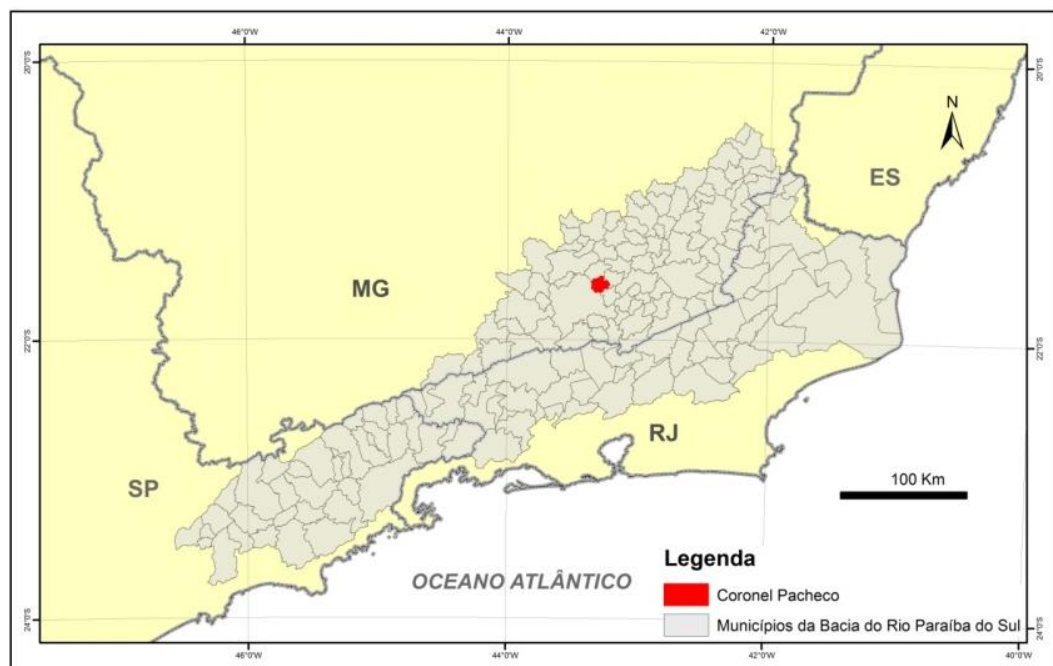 46°0'W 44°0'W 42°0'W
20°0'S 20°0'S
N
ES
MG
22°0'S 22°0'S
RJ
SP
100 Km
Legenda
OCEANO ATLÂNTICO
Coronel Pacheco
Municípios da Bacia do Rio Paraíba do Sul
24°0'S 24°0'S
46°0'W 44°0'W 42°0'W 40°0'W